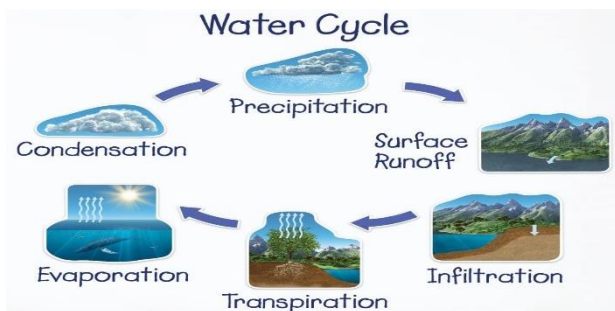 Water Cycle
Precipitation
Condensation
Surface
Runoff
Evaporation
Transpiration
Infiltration